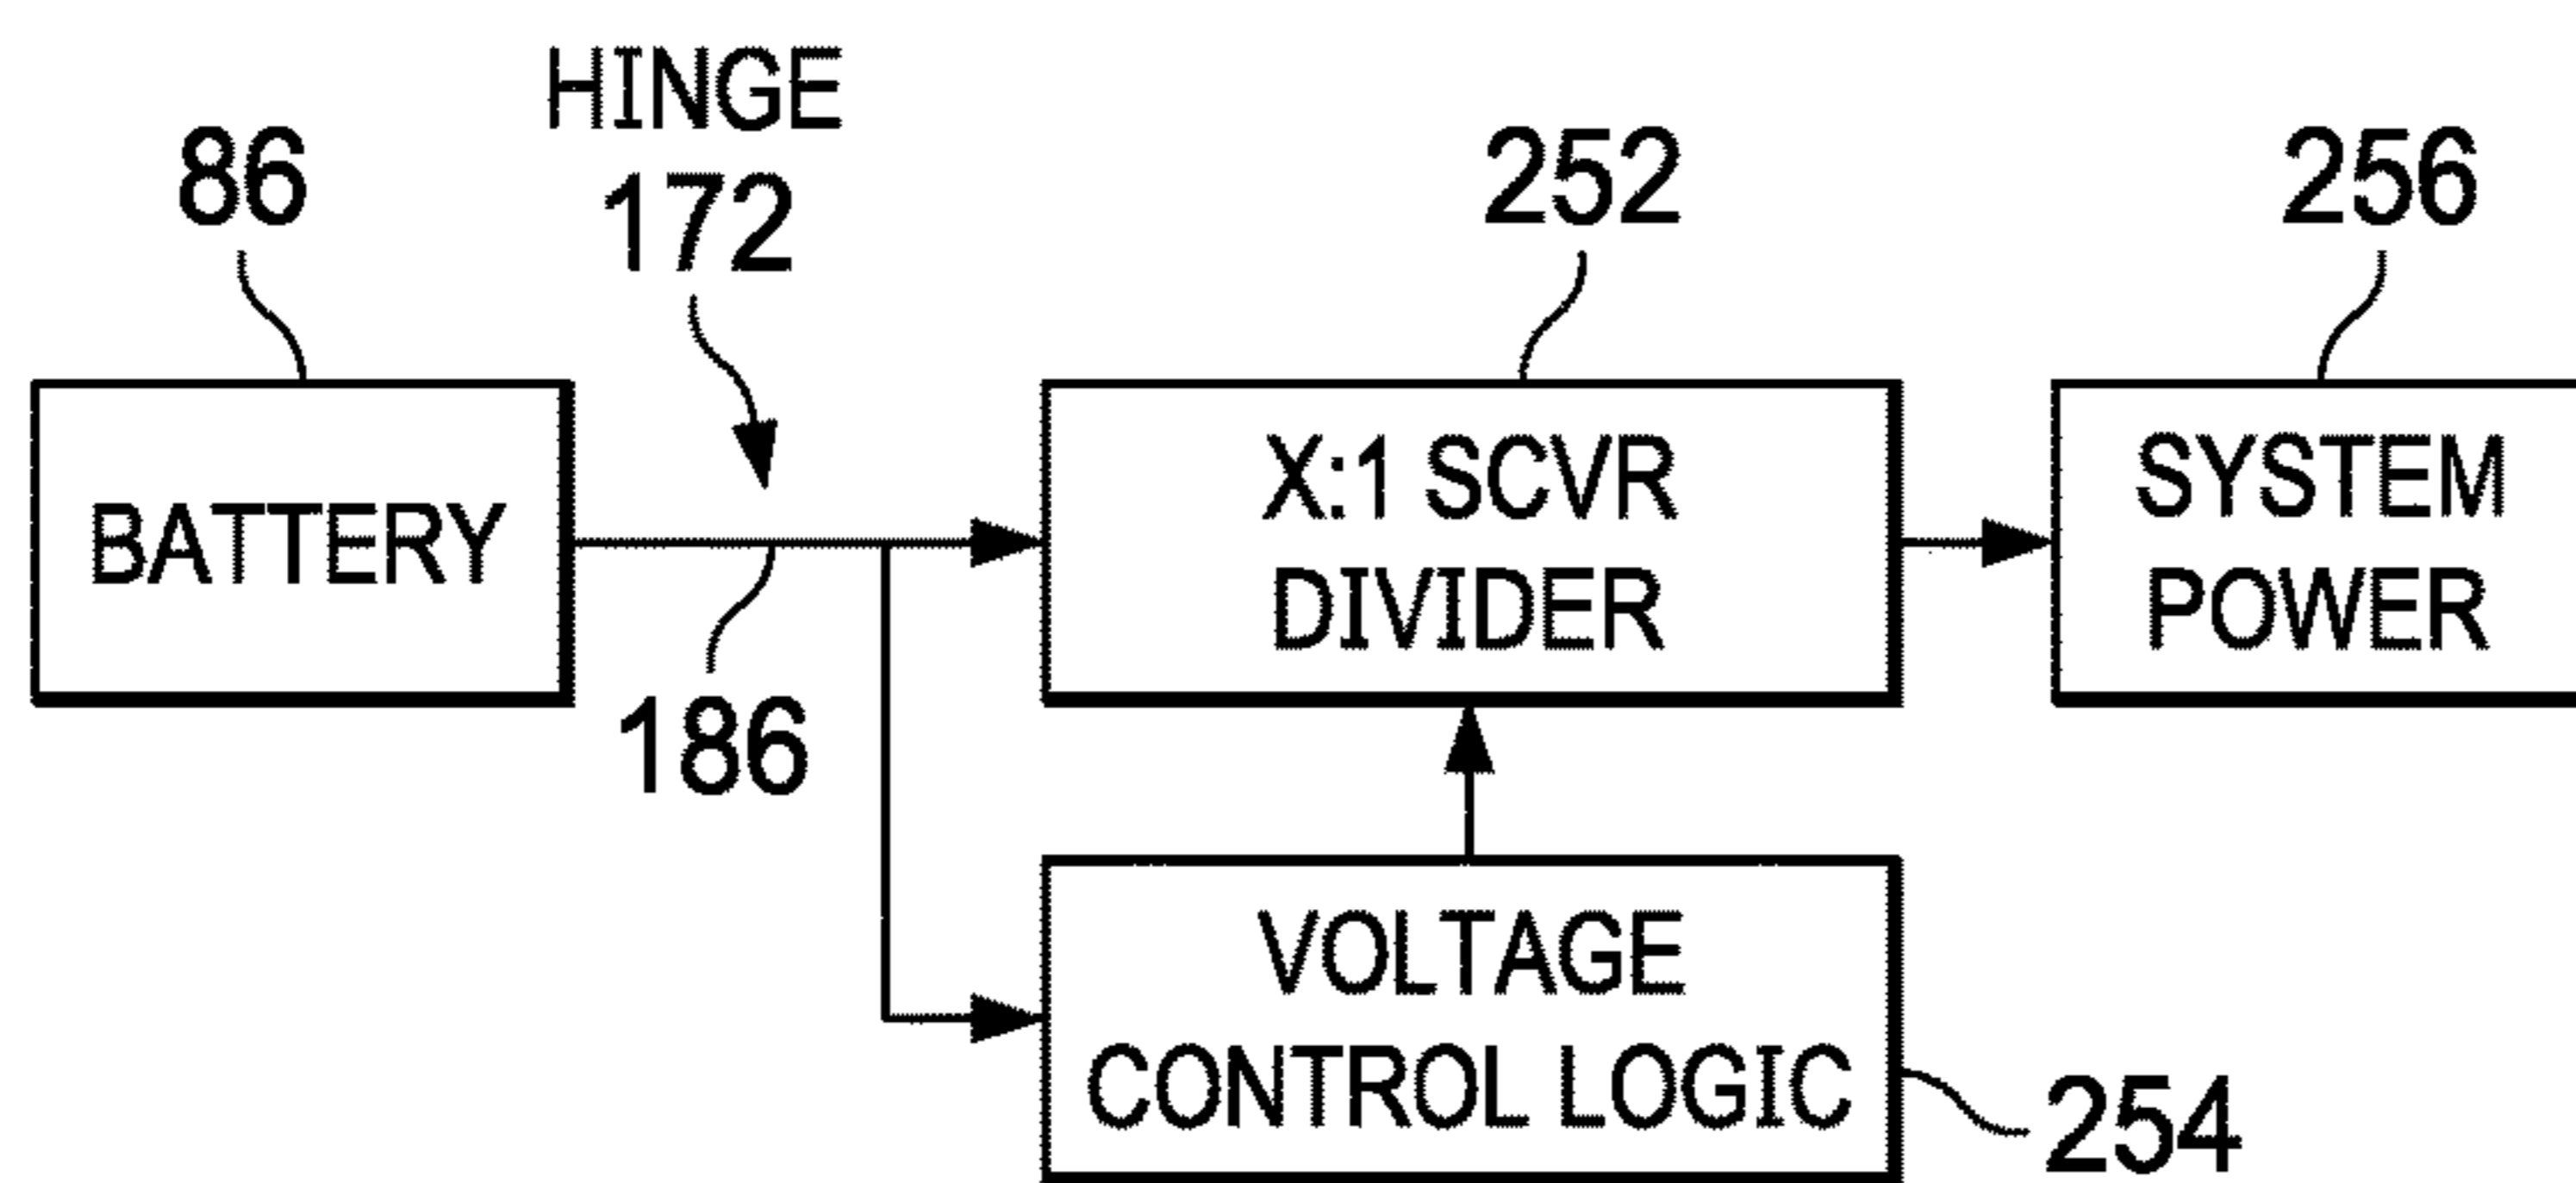 HINGE
86
172
252
256
BATTERY
X:1 SCVR
DIVIDER
SYSTEM
POWER
186
VOLTAGE
CONTROL LOGIC
254